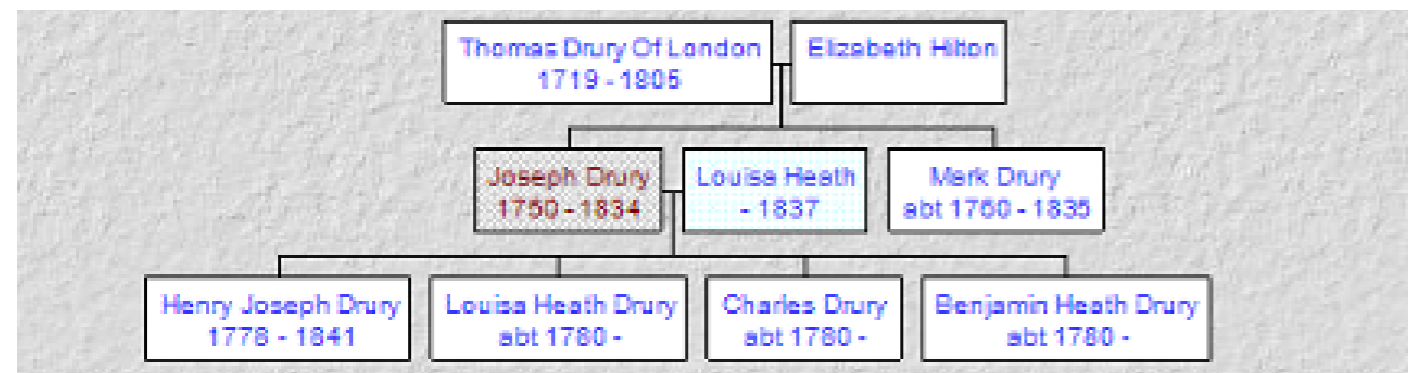 Thomas Drury Of London
1719 - 1805
Elizabeth Hilton
Joseph Drury
1750 - 1834
Louisa Heath
- 1837
Mark Drury
abt 1760 - 1835
Henry Joseph Drury
1778 - 1841
Louisa Heath Drury
abt 1780 -
Charles Drury
abt 1780 -
Benjamin Heath Drury
abt 1780 -